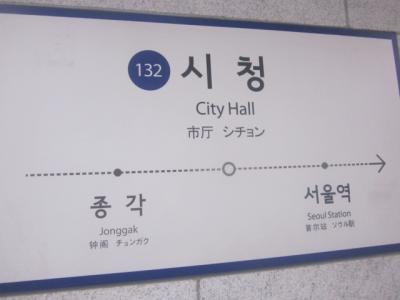 132 시 청
City Hall
市厅 シチョン
종 각
Jonggak
钟阁 チョンガク
서울역
Seoul Station
首尔站 ソウル駅